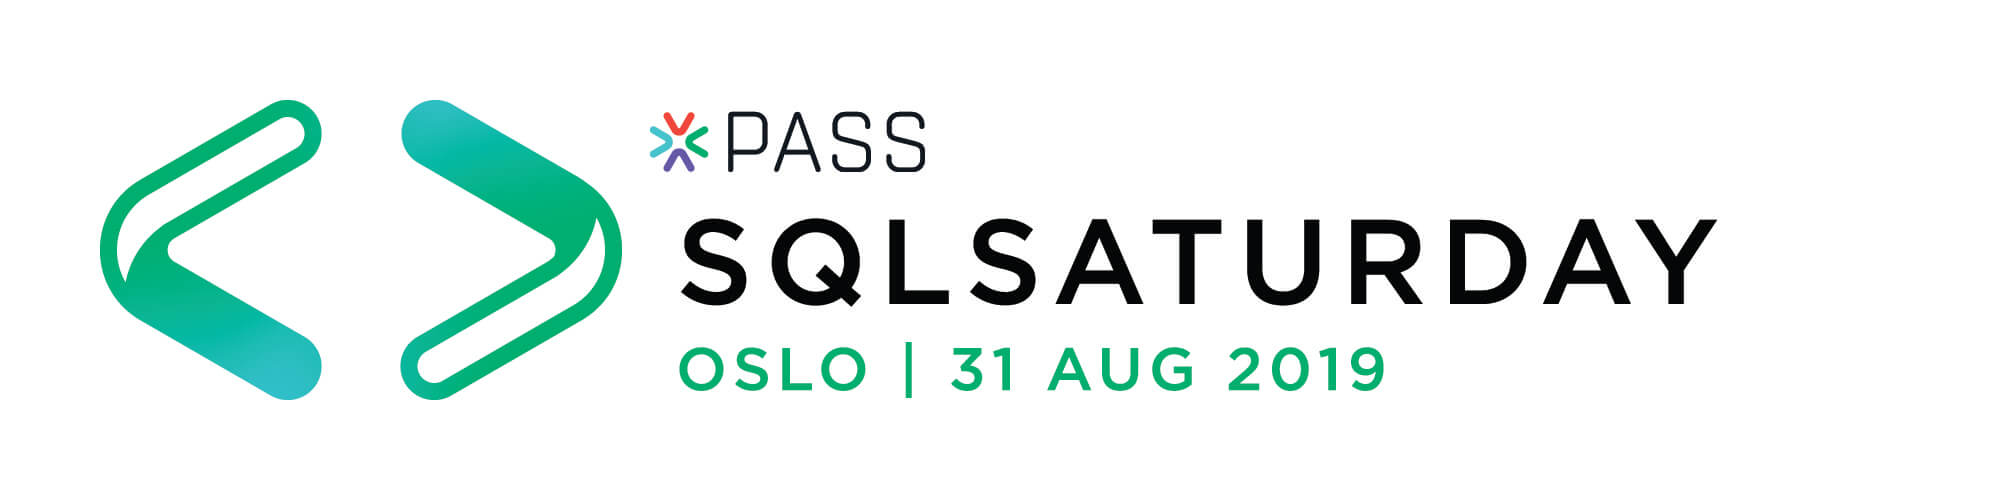 PASS
SQLSATURDAY
OSLO | 31 AUG 2019